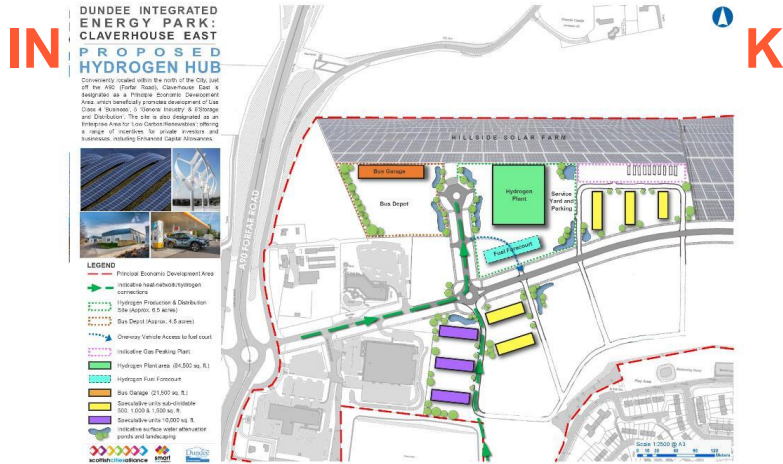 DUNDEE INTEGRATED
ENERGY PARK:
CLAVERHOUSE EAST
IN
K
PROPOSED
HYDROGEN HUB
Conveniently located within the north of the City, just
off the A90 (Forfar Road), Claverhouse East is
designated as a Principle Economic Development
Area, which beneficially promotes development of Use
Class 4 'Business', 5 'General Industry' & 6'Storage
and Distribution'. The site is also designated as an
Enterprise Area for 'Low Carbon/Renewables'; offering
a range of incentives for private investors and
businesses, including Enhanced Capital Allowances.
LEGEND
Principal Economic Development Area
Indicative heat-network/hydrogen
connections
Hydrogen Production & Distribution
Site (Approx. 6.5 acres)
Bus Depot (Approx. 4.5 acres)
One-way Vehicle Access to fuel court
Indicative Gas Peaking Plant
Hydrogen Plant area (84,500 sq. ft.)
Hydrogen Fuel Forecourt
Bus Garage (21,500 sq. ft.)
Speculative units sub-dividable
500, 1,000 & 1,500 sq. ft.
Speculative units 10,000 sq. ft.
Indicative surface water attenuation
ponds and landscaping
scottishcitiesalliance
smart
Dundee
A90 FORFAR ROAD
HILLSIDE SOLAR FARM
Bus Garage
Bus Depot
Hydrogen
Plant
Service
Yard and
Parking
Fuel Forecourt
Play Area
Scale 1:2500 @ A3